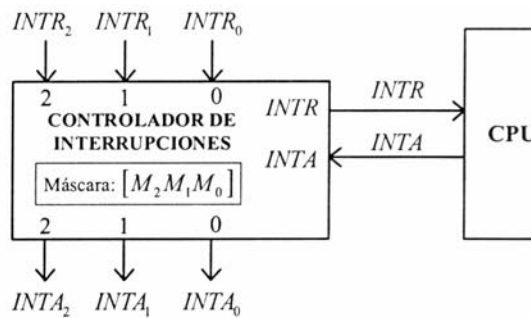 INTR₂ INTR₁ INTR₀
2 1 0
CONTROLADOR DE
INTERRUPCIONES
Máscara: [M₂M₁M₀]
2 1 0
INTA₂ INTA₁ INTA₀
INTR
INTA
INTR
INTA
CPU